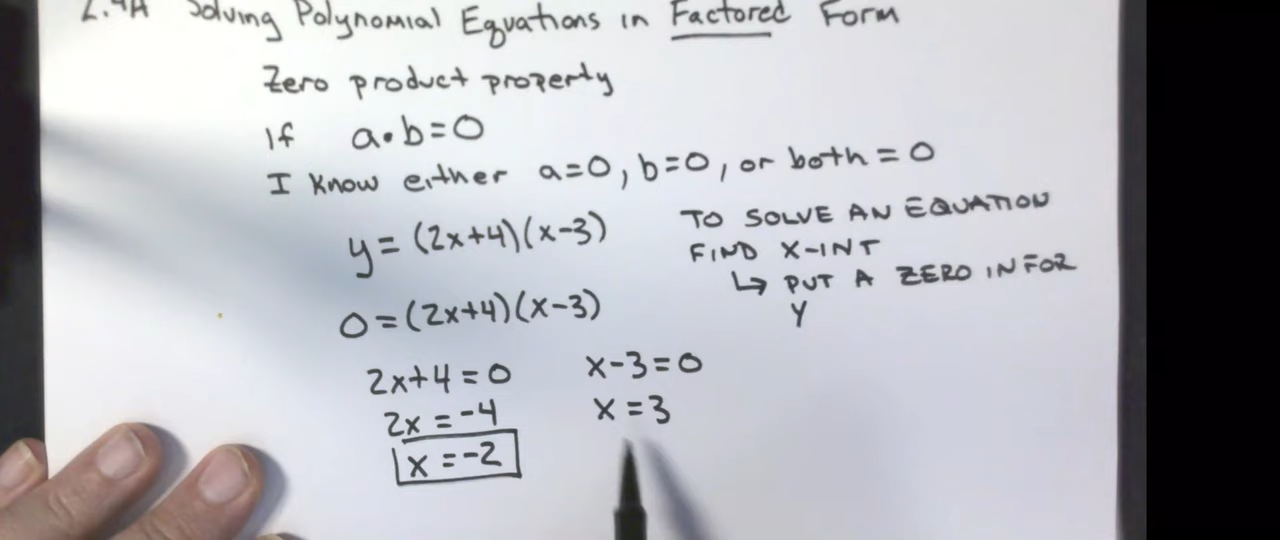 2.4A Solving Polynomial Equations in Factored Form
Zero product property
If a•b=0
I know either a=0, b=0, or both = 0
y=(2x+4)(x-3)
TO SOLVE AN EQUATION
FIND X-INT
↳ PUT A ZERO IN FOR
Y
0=(2x+4)(x-3)
2x+4=0
x-3=0
2x=-4
x=3
x=-2